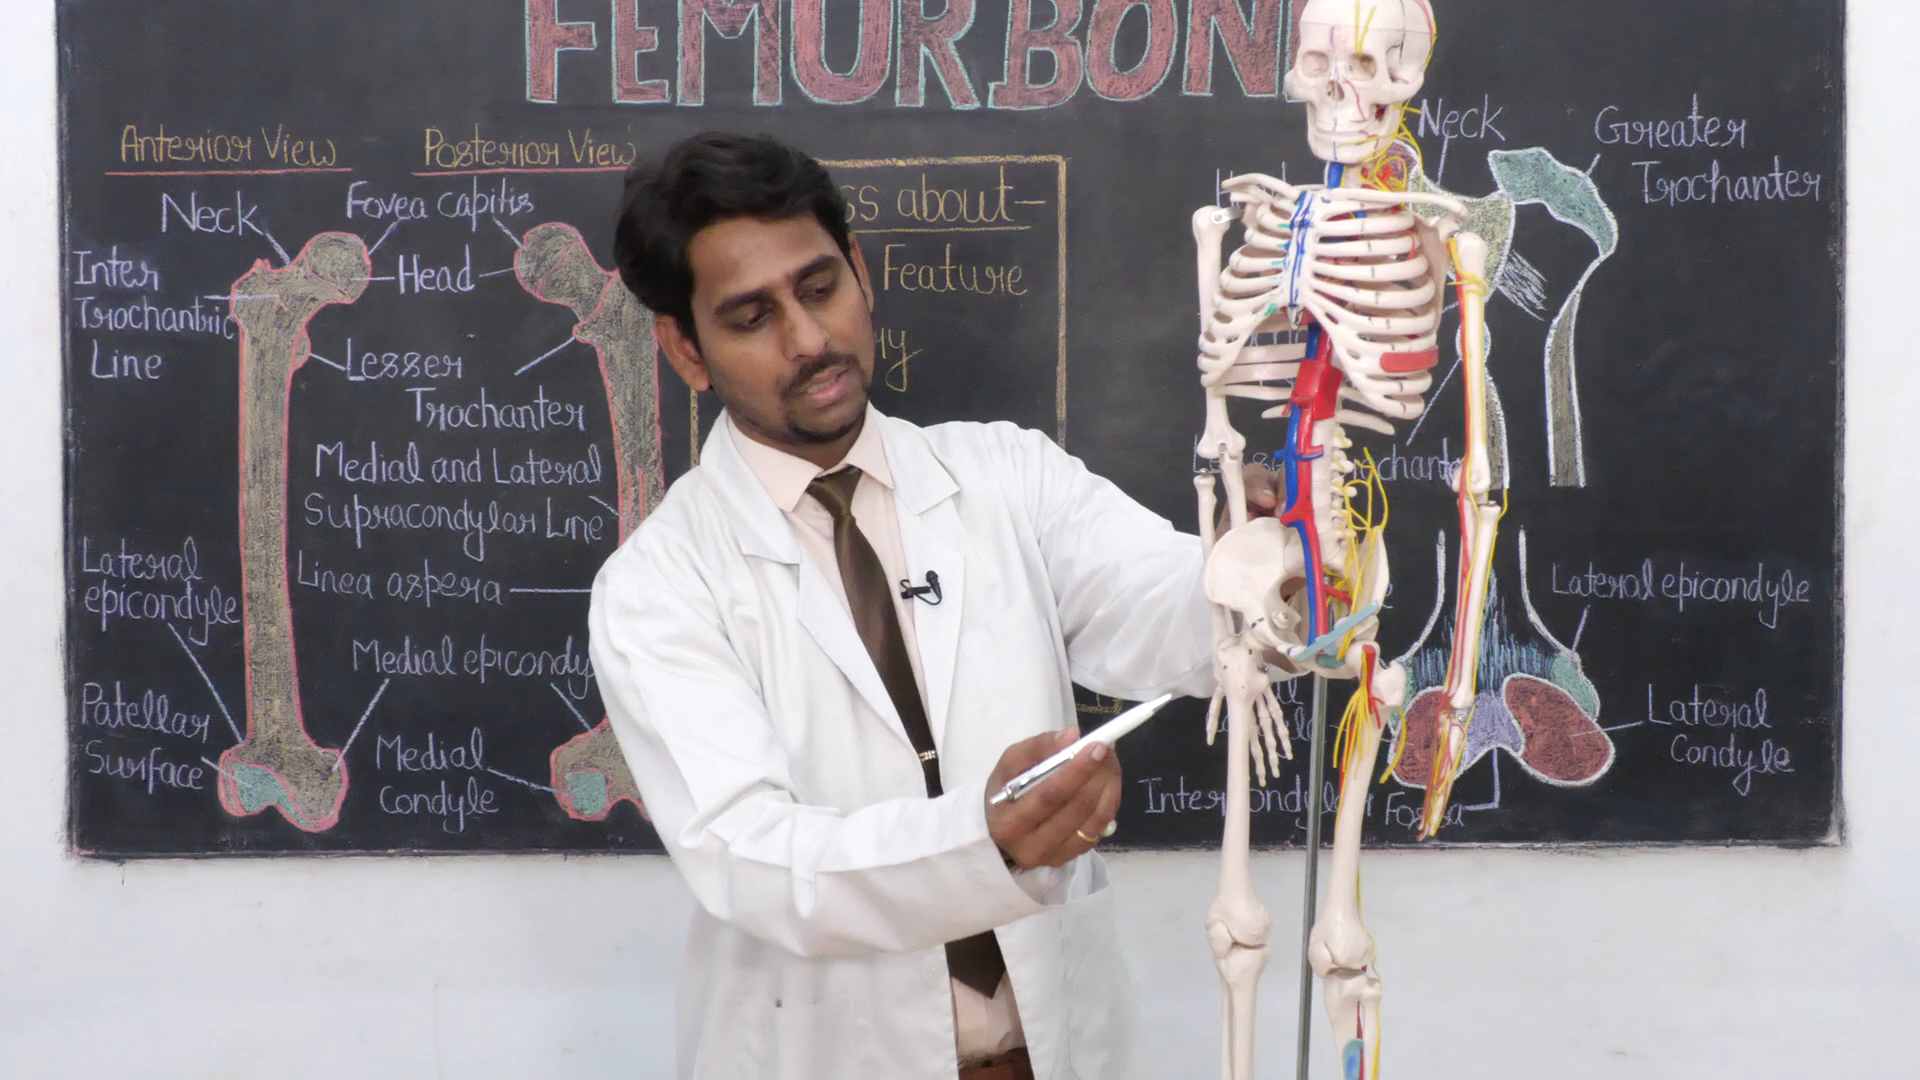 FEMUR BON
Anterior View
Posterior View
Neck
Fovea capitis
Head
Inter
Trochantric
Line
Lesser
Trochanter
Medial and Lateral
Supracondylar Line
Linea aspera
Lateral
epicondyle
Medial epicondy
Patellar
Surface
Medial
Condyle
about-
Feature
Neck
Greater
Trochanter
Lateral epicondyle
Lateral
Condyle
Fossa